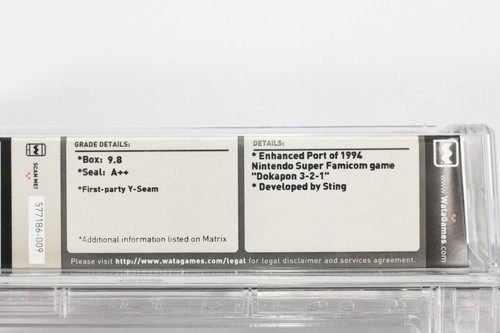 GRADE DETAILS:
*Box: 9.8
*Seal: A++
*First-party Y-Seam
*Additional information listed on Matrix
DETAILS:
* Enhanced Port of 1994
Nintendo Super Famicom game
"Dokapon 3-2-1"
* Developed by Sting
Please visit http://www.watagames.com/legal for legal disclaimer and services agreement.
SCAN ME!
577186-009
www.WataGames.com